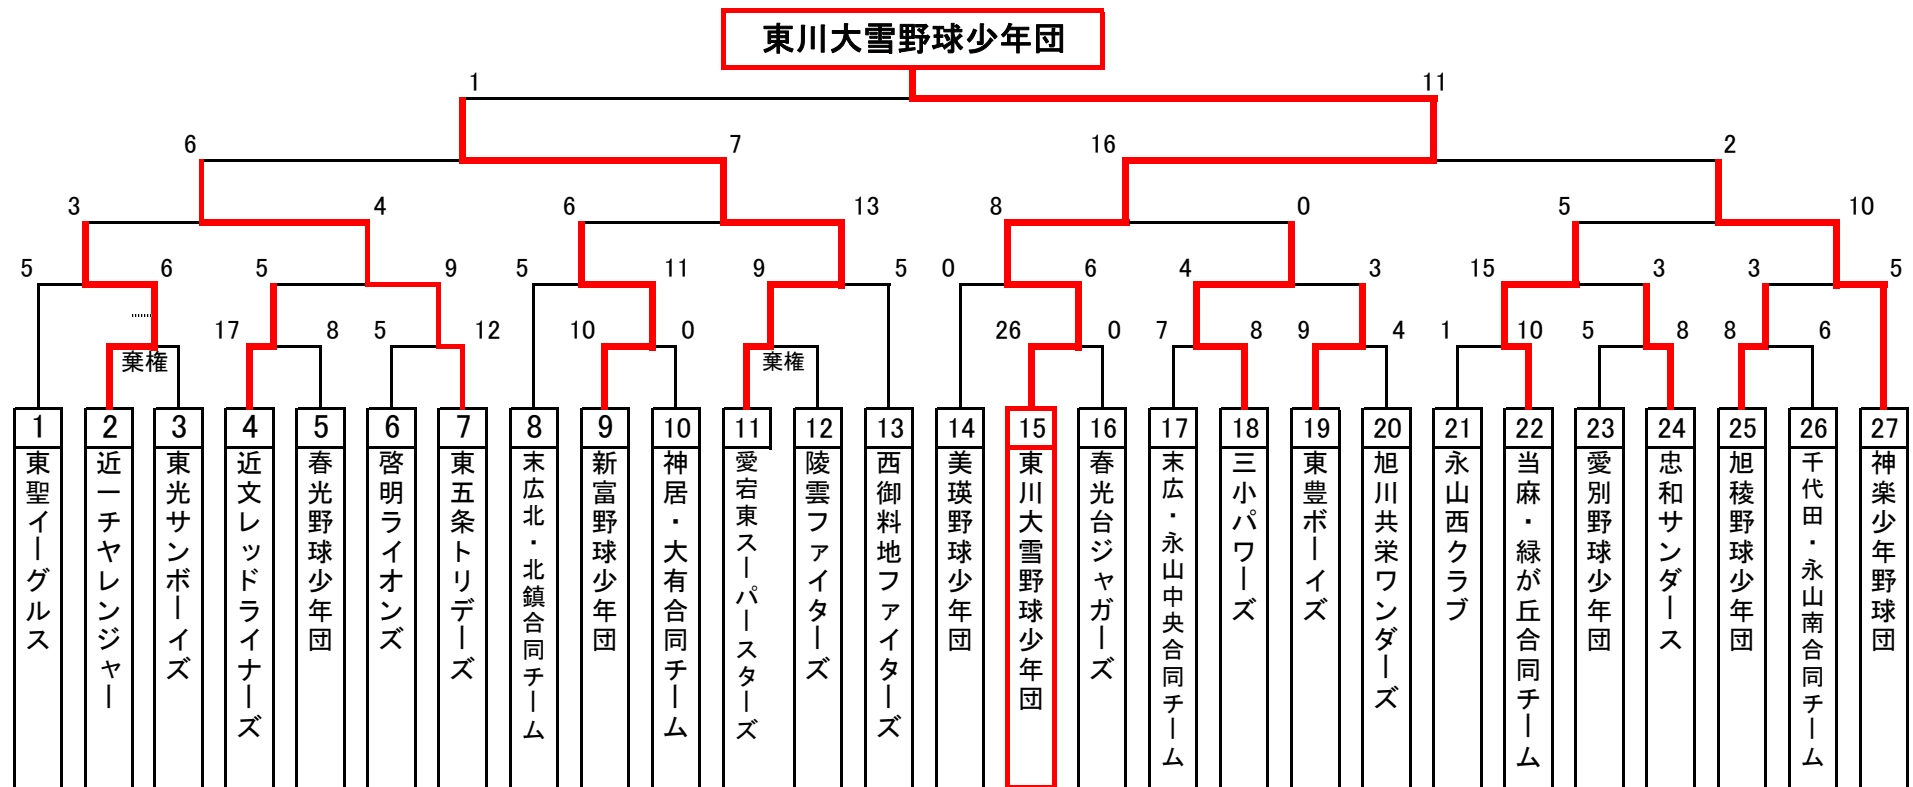 東川大雪野球少年団
1 11
6 7 16 2
3 4 6 13 8 0 5 10
5 6 5 9 5 11 9 5 0 6 4 3 15 3 3 5
17 8 5 12 10 0 26 0 7 8 9 4 1 10 5 8 8 6
棄権 棄権
1 2 3 4 5 6 7 8 9 10 11 12 13 14 15 16 17 18 19 20 21 22 23 24 25 26 27
東聖イーグルス
近一チャレンジャー
東光サンボーイズ
近文レッドライナーズ
春光野球少年団
啓明ライオンズ
東五条トリデーズ
末広北・北鎮合同チーム
新富野球少年団
神居・大有合同チーム
愛宕東スーパースターズ
陵雲ファイターズ
西御料地ファイターズ
美瑛野球少年団
東川大雪野球少年団
春光台ジャガーズ
末広・永山中央合同チーム
三小パワーズ
東豊ボーイズ
旭川共栄ワンダーズ
永山西クラブ
当麻・緑が丘合同チーム
愛別野球少年団
忠和サンダース
旭稜野球少年団
千代田・永山南合同チーム
神楽少年野球団